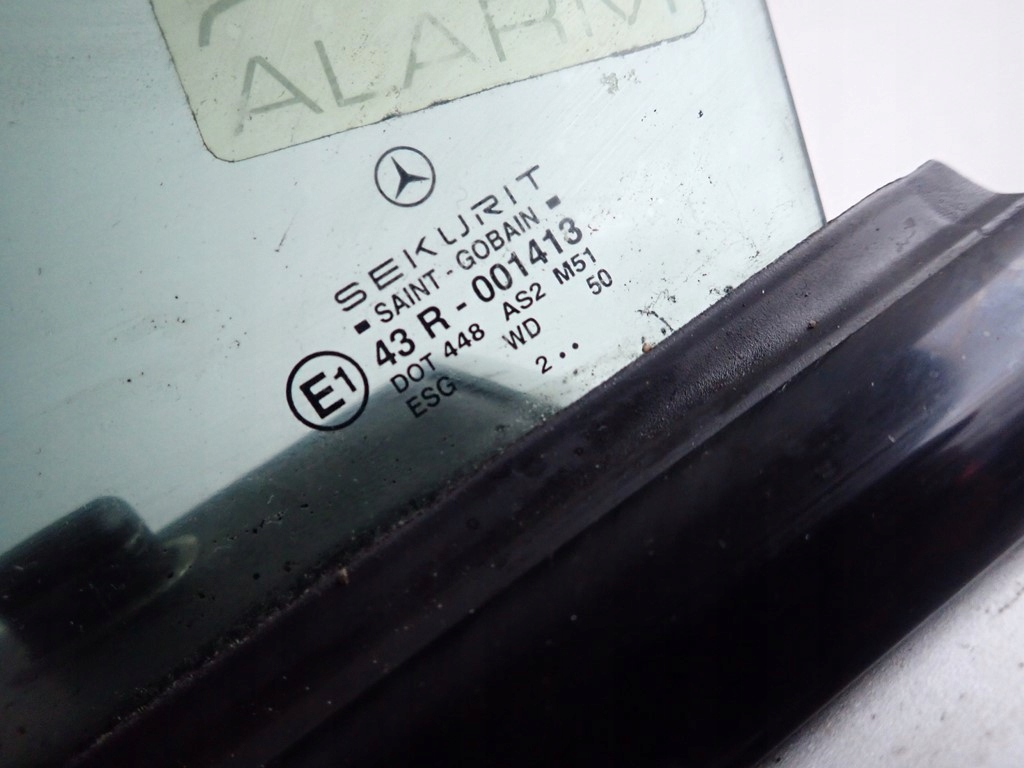 ALARM
SEKURIT
▪ SAINT - GOBAIN ▪
E1 43 R - 001413
DOT 448 AS2 M51
ESG WD 50
2 • •